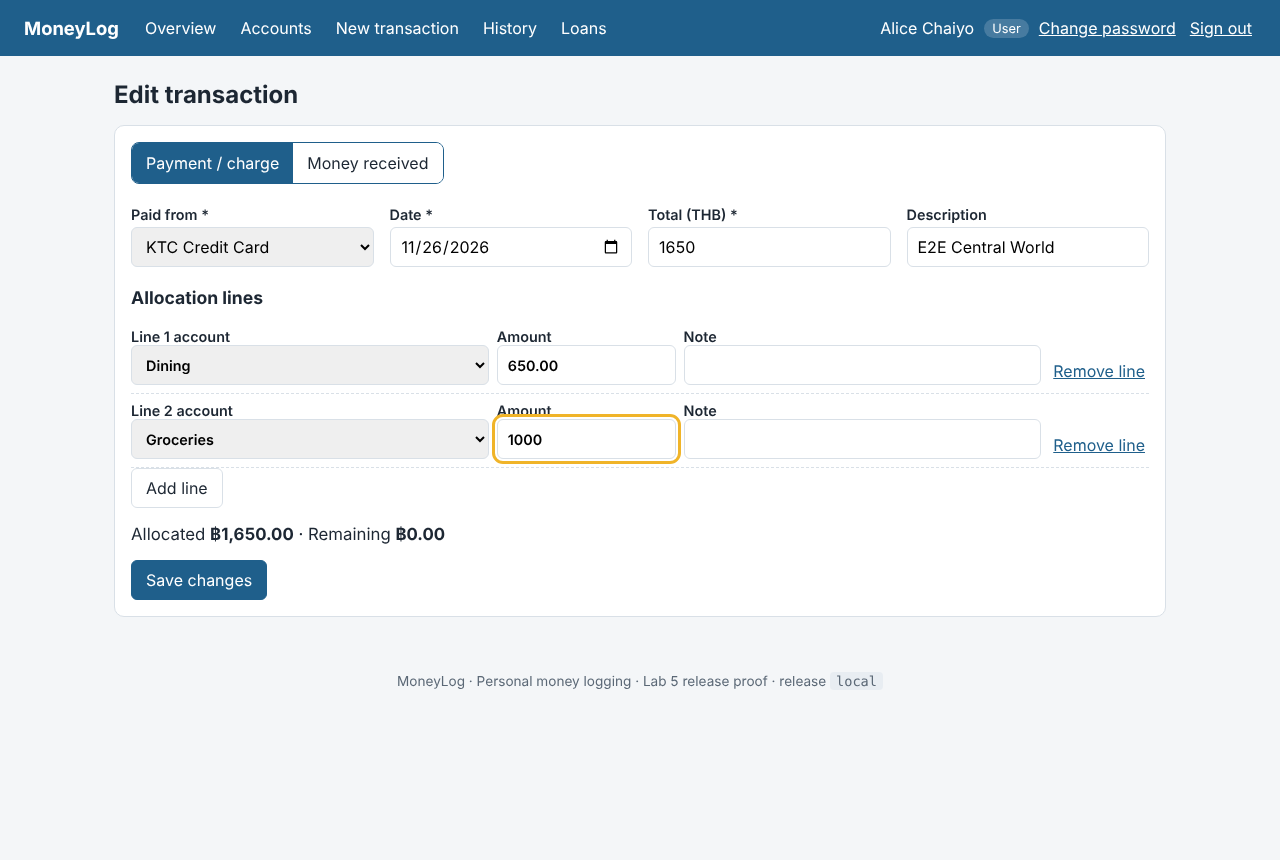 MoneyLog Overview Accounts New transaction History Loans Alice Chaiyo User Change password Sign out
Edit transaction
Payment / charge Money received
Paid from * Date * Total (THB) * Description
KTC Credit Card 11/26/2026 1650 E2E Central World
Allocation lines
Line 1 account Amount Note
Dining 650.00 Remove line
Line 2 account Amount Note
Groceries 1000 Remove line
Add line
Allocated ฿1,650.00 · Remaining ฿0.00
Save changes
MoneyLog · Personal money logging · Lab 5 release proof · release local